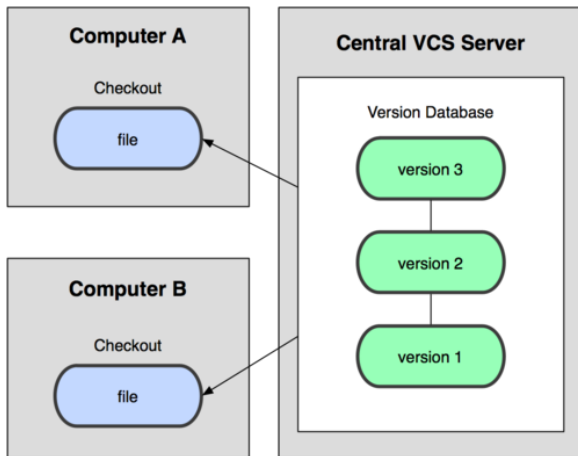 Computer A
Checkout
file
Computer B
Checkout
file
Central VCS Server
Version Database
version 3
version 2
version 1